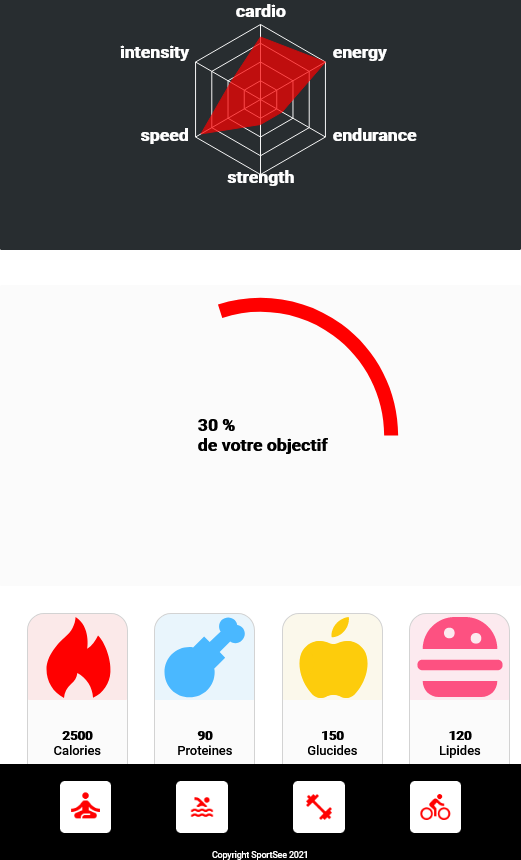 cardio
intensity
energy
speed
endurance
strength
30 %
de votre objectif
2500
Calories
90
Proteines
150
Glucides
120
Lipides
Copyright SportSee 2021